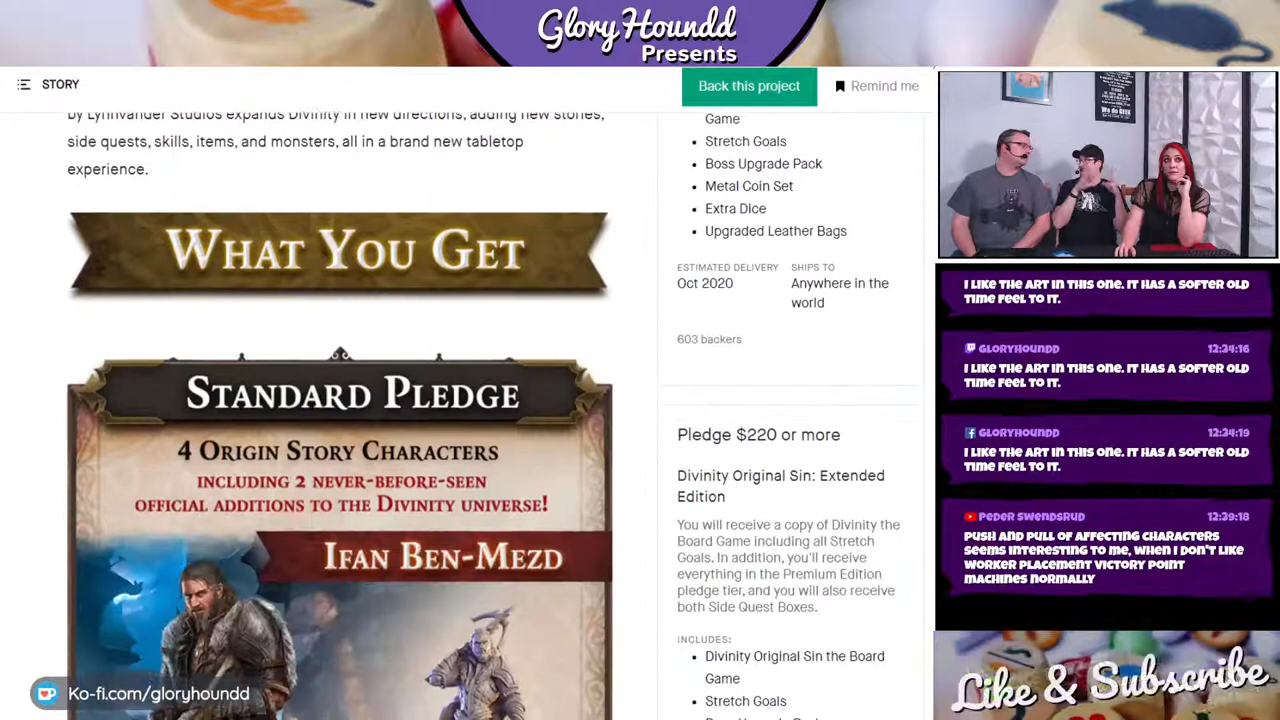 GloryHoundd
Presents
STORY
Back this project
Remind me
by Lynnvander Studios expands Divinity in new directions, adding new stories,
side quests, skills, items, and monsters, all in a brand new tabletop
experience.
WHAT YOU GET
STANDARD PLEDGE
4 ORIGIN STORY CHARACTERS
INCLUDING 2 NEVER-BEFORE-SEEN
OFFICIAL ADDITIONS TO THE DIVINITY UNIVERSE!
IFAN BEN-MEZD
Ko-fi.com/gloryhoundd
Game
Stretch Goals
Boss Upgrade Pack
Metal Coin Set
Extra Dice
Upgraded Leather Bags
ESTIMATED DELIVERY
Oct 2020
SHIPS TO
Anywhere in the
world
603 backers
Pledge $220 or more
Divinity Original Sin: Extended
Edition
You will receive a copy of Divinity the
Board Game including all Stretch
Goals. In addition, you'll receive
everything in the Premium Edition
pledge tier, and you will also receive
both Side Quest Boxes.
INCLUDES:
Divinity Original Sin the Board
Game
Stretch Goals
I LIKE THE ART IN THIS ONE. IT HAS A SOFTER OLD
TIME FEEL TO IT.
GLORYHOUNDD 12:34:16
I LIKE THE ART IN THIS ONE. IT HAS A SOFTER OLD
TIME FEEL TO IT.
GLORYHOUNDD 12:34:19
I LIKE THE ART IN THIS ONE. IT HAS A SOFTER OLD
TIME FEEL TO IT.
PEDER SWENDSRUD 12:39:18
PUSH AND PULL OF AFFECTING CHARACTERS
SEEMS INTERESTING TO ME, WHEN I DON'T LIKE
WORKER PLACEMENT VICTORY POINT
MACHINES NORMALLY
Like & Subscribe